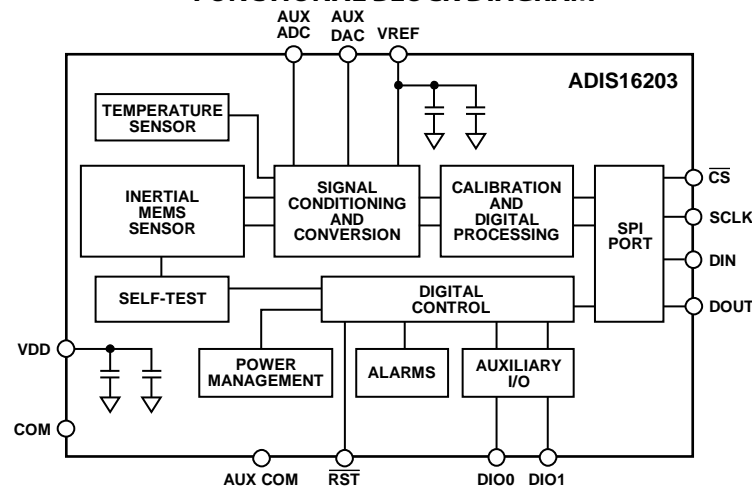 FUNCTIONAL BLOCK DIAGRAM
AUX
ADC
AUX
DAC
VREF
ADIS16203
TEMPERATURE
SENSOR
INERTIAL
MEMS
SENSOR
SIGNAL
CONDITIONING
AND
CONVERSION
CALIBRATION
AND
DIGITAL
PROCESSING
SPI
PORT
CS
SCLK
DIN
DOUT
SELF-TEST
DIGITAL
CONTROL
VDD
POWER
MANAGEMENT
ALARMS
AUXILIARY
I/O
COM
AUX COM
RST
DIO0
DIO1